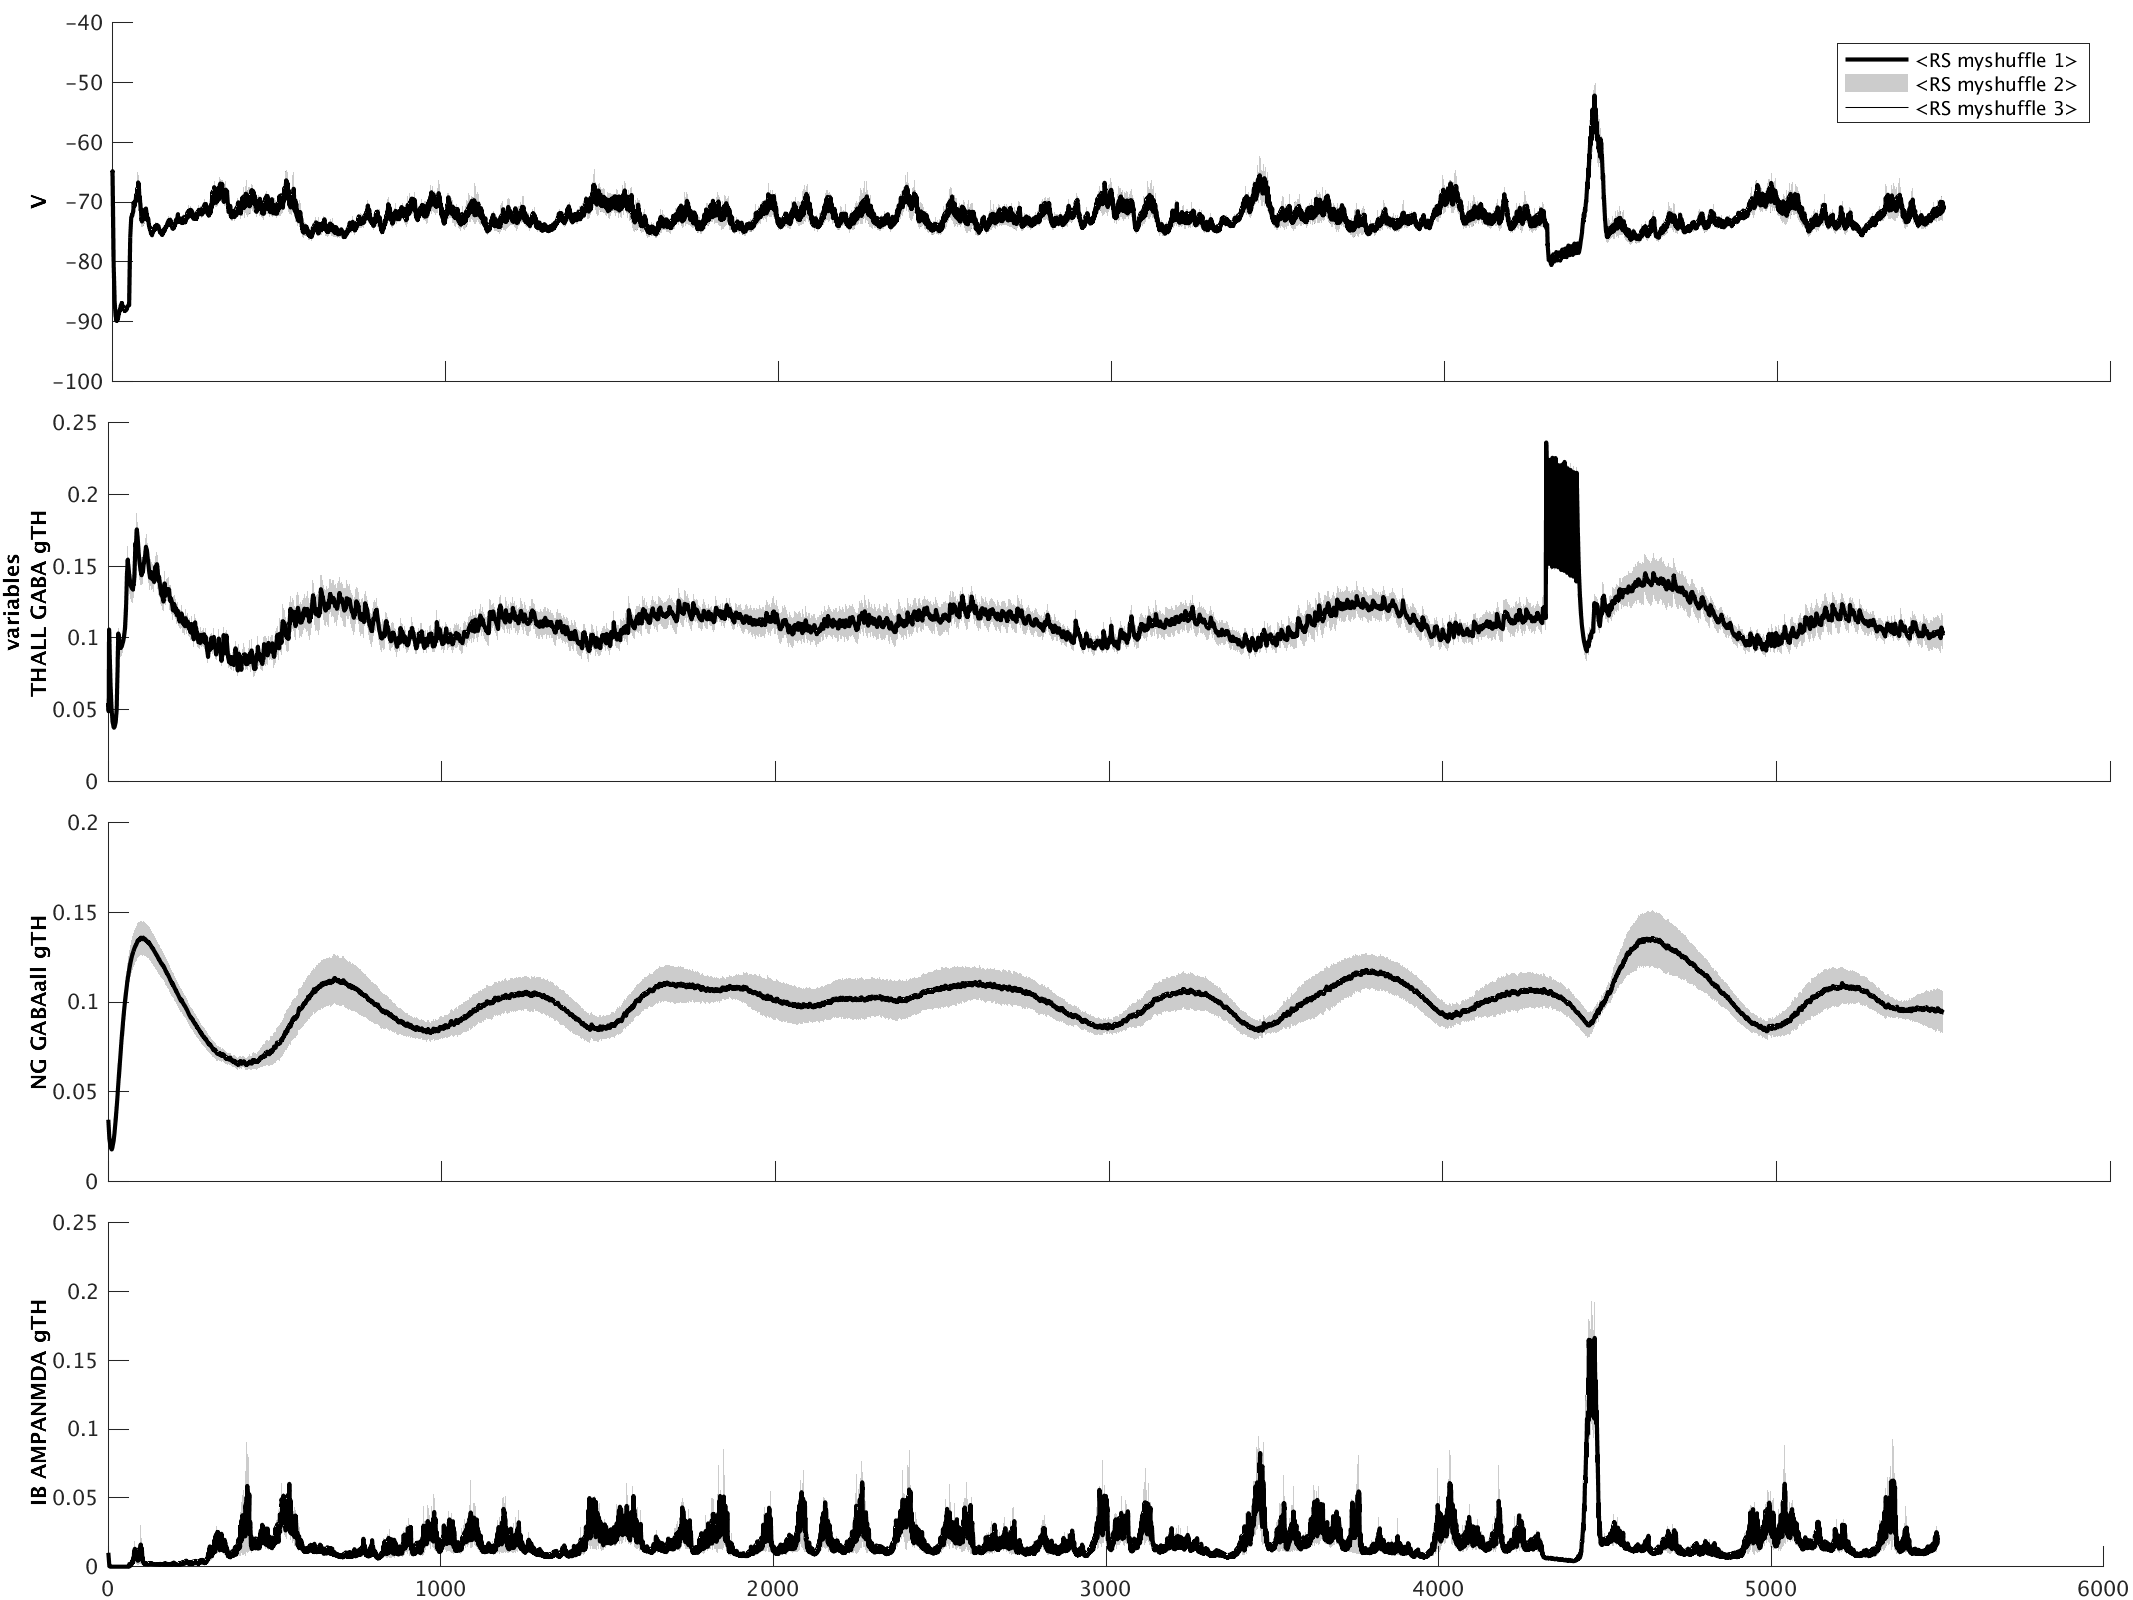 −40
−50
−60
−70
−80
−90
−100
V
<RS myshuffle 1>
<RS myshuffle 2>
<RS myshuffle 3>
0.25
0.2
0.15
0.1
0.05
0
variables
THALL GABA gTH
0.2
0.15
0.1
0.05
0
NG GABAall gTH
0.25
0.2
0.15
0.1
0.05
0
IB AMPANMDA gTH
0 1000 2000 3000 4000 5000 6000